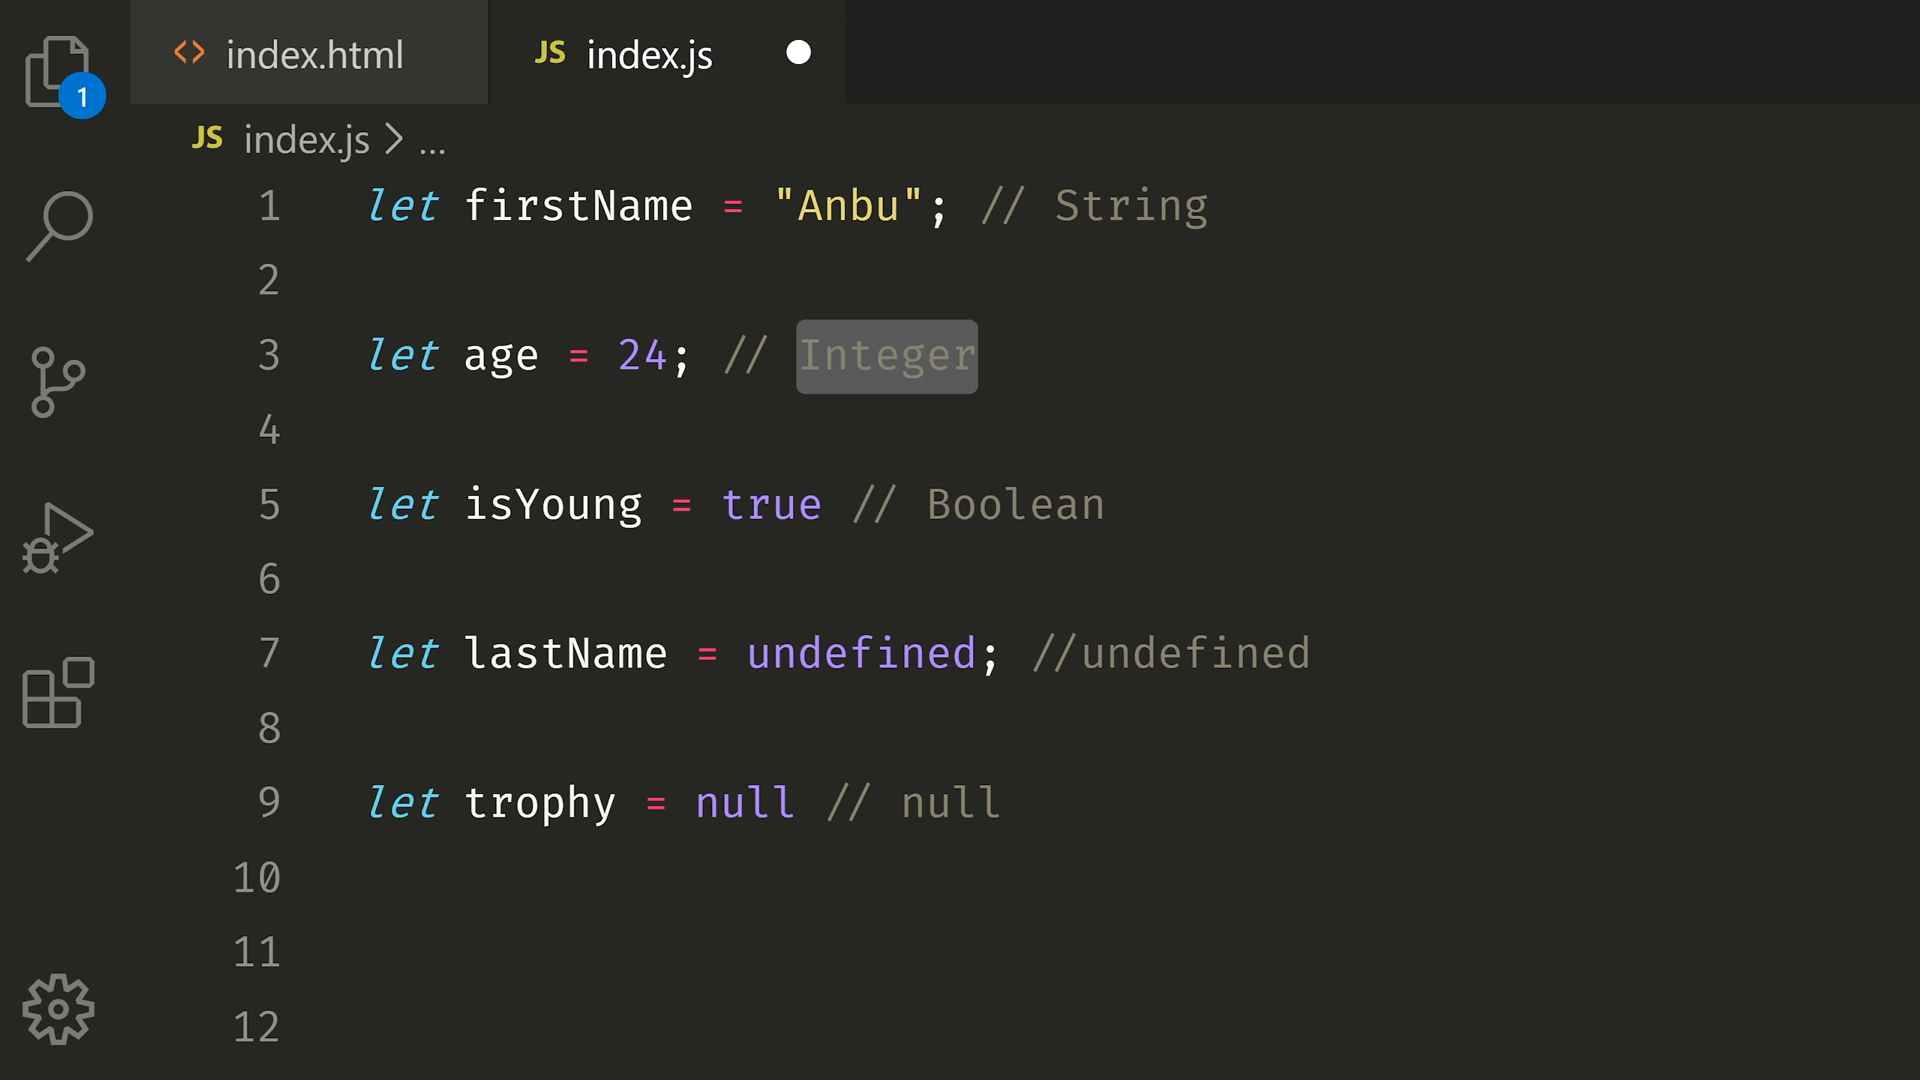 <> index.html JS index.js
1
JS index.js > ...
1 let firstName = "Anbu"; // String
2
3 let age = 24; // Integer
4
5 let isYoung = true // Boolean
6
7 let lastName = undefined; //undefined
8
9 let trophy = null // null
10
11
12